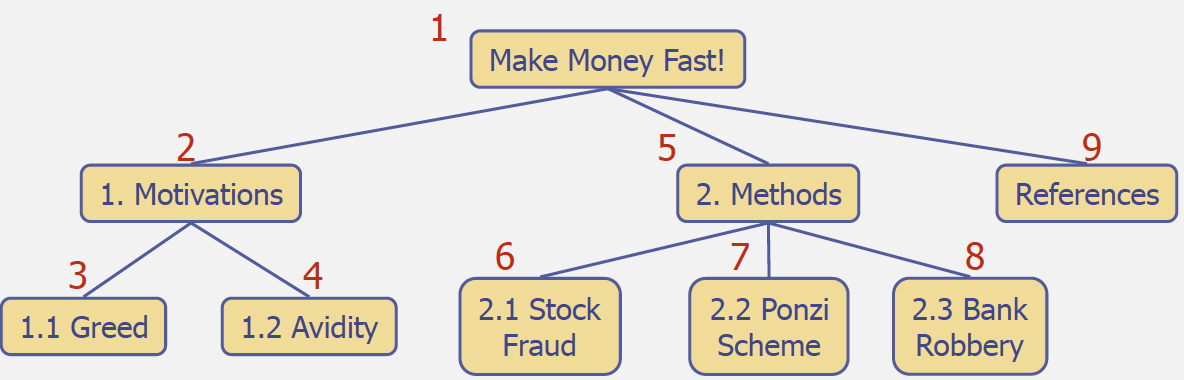 1
Make Money Fast!
2
5
9
1. Motivations
2. Methods
References
3
4
6
7
8
1.1 Greed
1.2 Avidity
2.1 Stock
Fraud
2.2 Ponzi
Scheme
2.3 Bank
Robbery